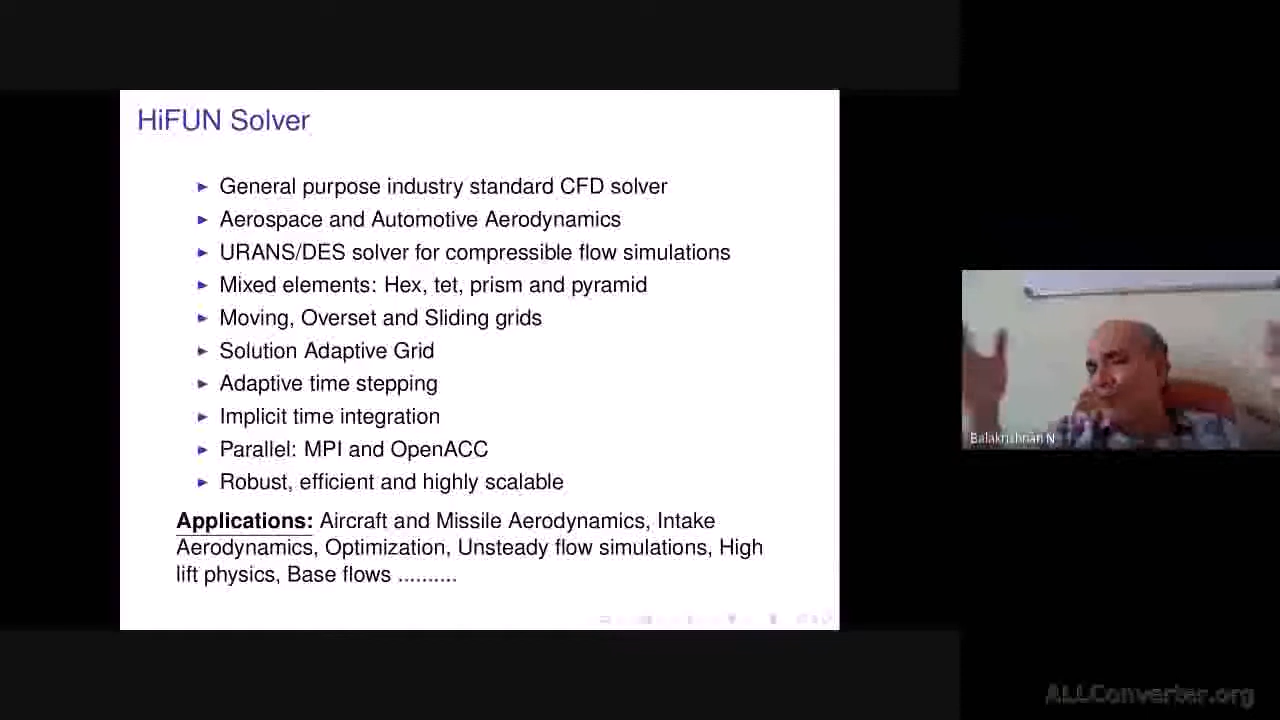 HiFUN Solver
► General purpose industry standard CFD solver
► Aerospace and Automotive Aerodynamics
► URANS/DES solver for compressible flow simulations
► Mixed elements: Hex, tet, prism and pyramid
► Moving, Overset and Sliding grids
► Solution Adaptive Grid
► Adaptive time stepping
► Implicit time integration
► Parallel: MPI and OpenACC
► Robust, efficient and highly scalable
Applications: Aircraft and Missile Aerodynamics, Intake
Aerodynamics, Optimization, Unsteady flow simulations, High
lift physics, Base flows ..........
Balakrishnan N
ALLConverter.org